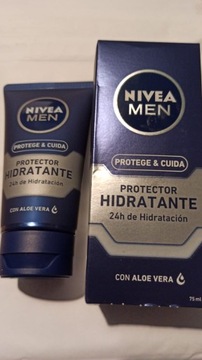 NIVEA
MEN
PROTEGE & CUIDA
PROTECTOR
HIDRATANTE
24h de Hidratación
CON ALOE VERA
NIVEA
MEN
PROTEGE & CUIDA
PROTECTOR
HIDRATANTE
24h de Hidratación
CON ALOE VERA
75 ml